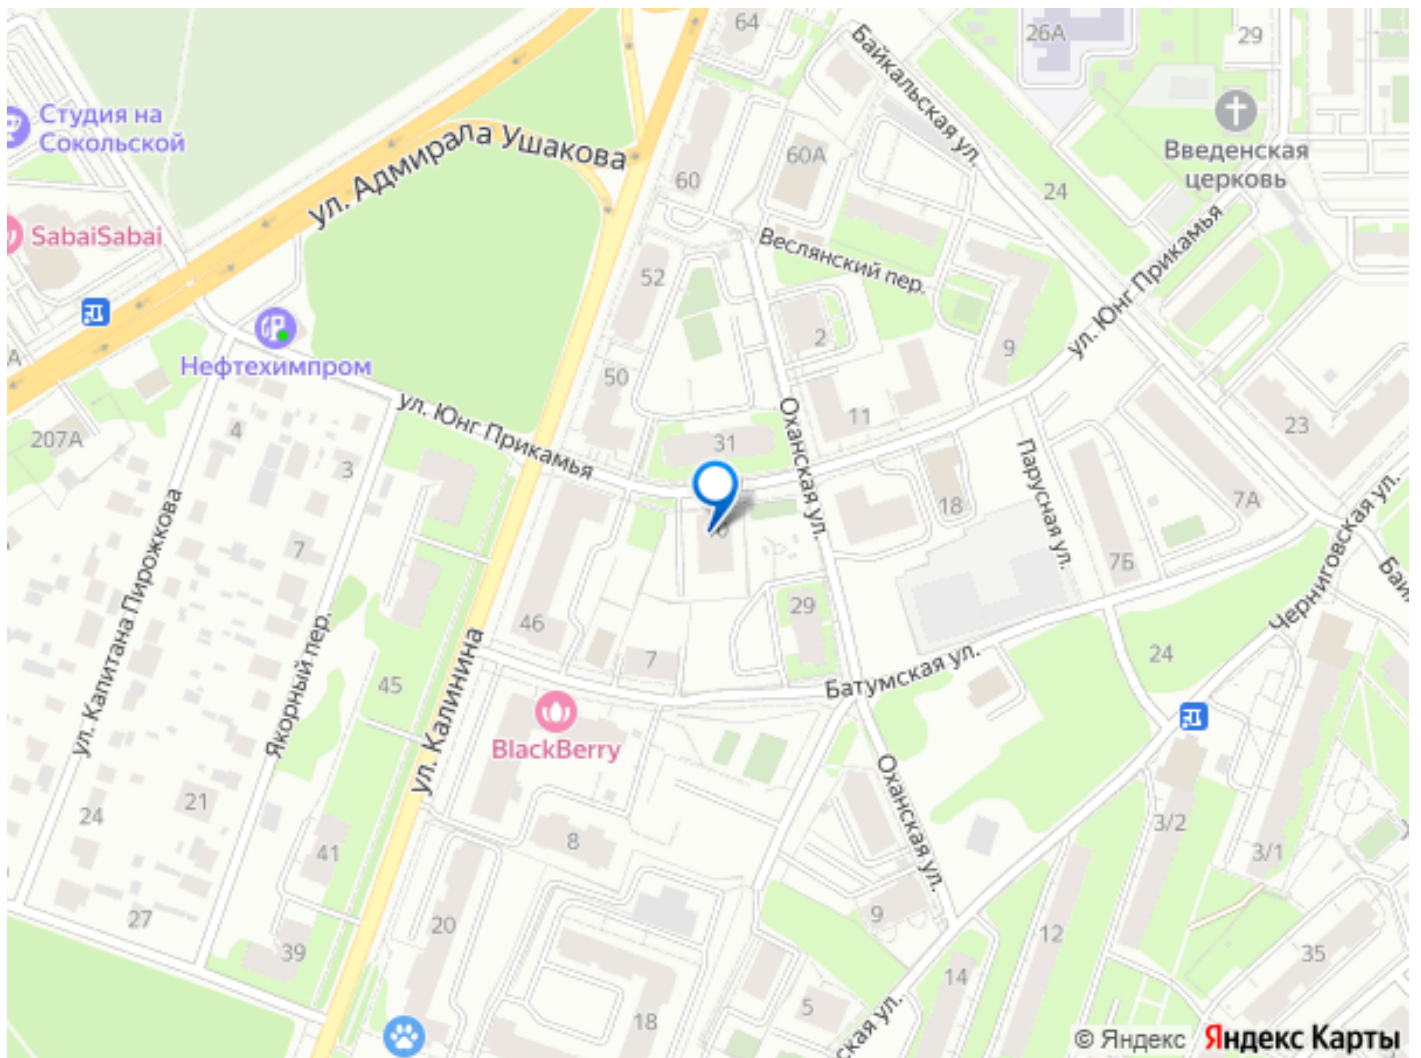 64
Байкальская ул.
26А
29
Студия на
Сокольской
ул. Адмирала Ушакова
60А
60
24
Введенская
церковь
SabaiSabai
Веслянский пер.
ул. Юнг Прикамья
52
2
9
Нефтехимпром
50
ул. Юнг Прикамья
11
Оханская ул.
31
23
207А
4
3
Парусная ул.
7А
18
Черниговская ул.
ул. Капитана Пирожкова
7
7Б
Якорный пер.
46
29
7
24
45
ул. Калинина
Батумская ул.
BlackBerry
Оханская ул.
24
21
41
8
3/2
3/1
27
39
20
9
12
14
35
5
18
© Яндекс Яндекс Карты